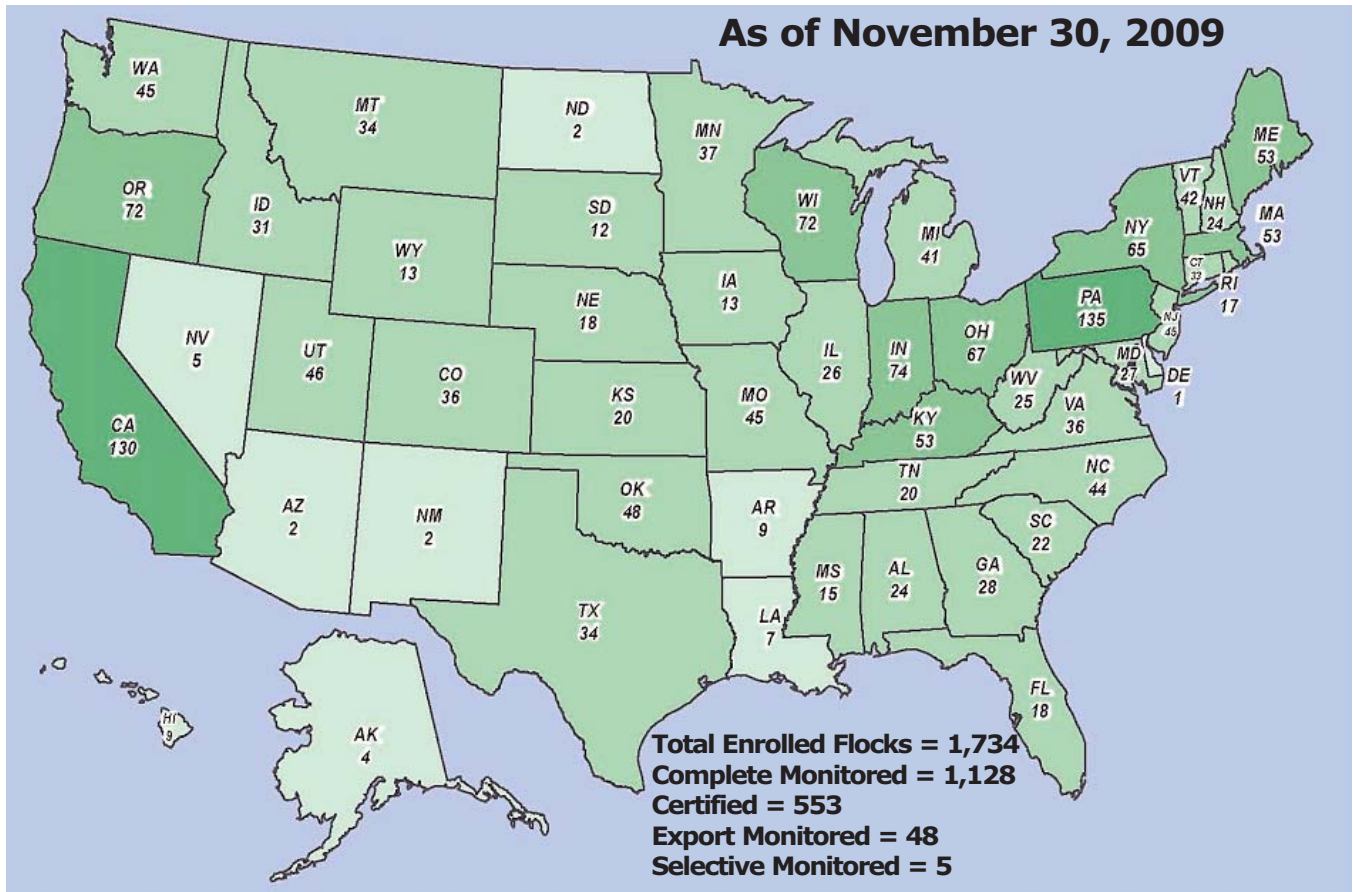 As of November 30, 2009
WA
45
MT
34
ND
2
MN
37
ME
53
OR
72
ID
31
WY
13
SD
12
WI
72
MI
41
VT
42
NH
24
MA
53
NY
65
CT
33
RI
17
NV
5
UT
46
CO
36
NE
18
IA
13
IL
26
IN
74
OH
67
PA
135
NJ
45
MD
27
DE
1
CA
130
KS
20
MO
45
KY
53
WV
25
VA
36
AZ
2
NM
2
OK
48
AR
9
TN
20
NC
44
SC
22
TX
34
LA
7
MS
15
AL
24
GA
28
FL
18
HI
9
AK
4
Total Enrolled Flocks = 1,734
Complete Monitored = 1,128
Certified = 553
Export Monitored = 48
Selective Monitored = 5